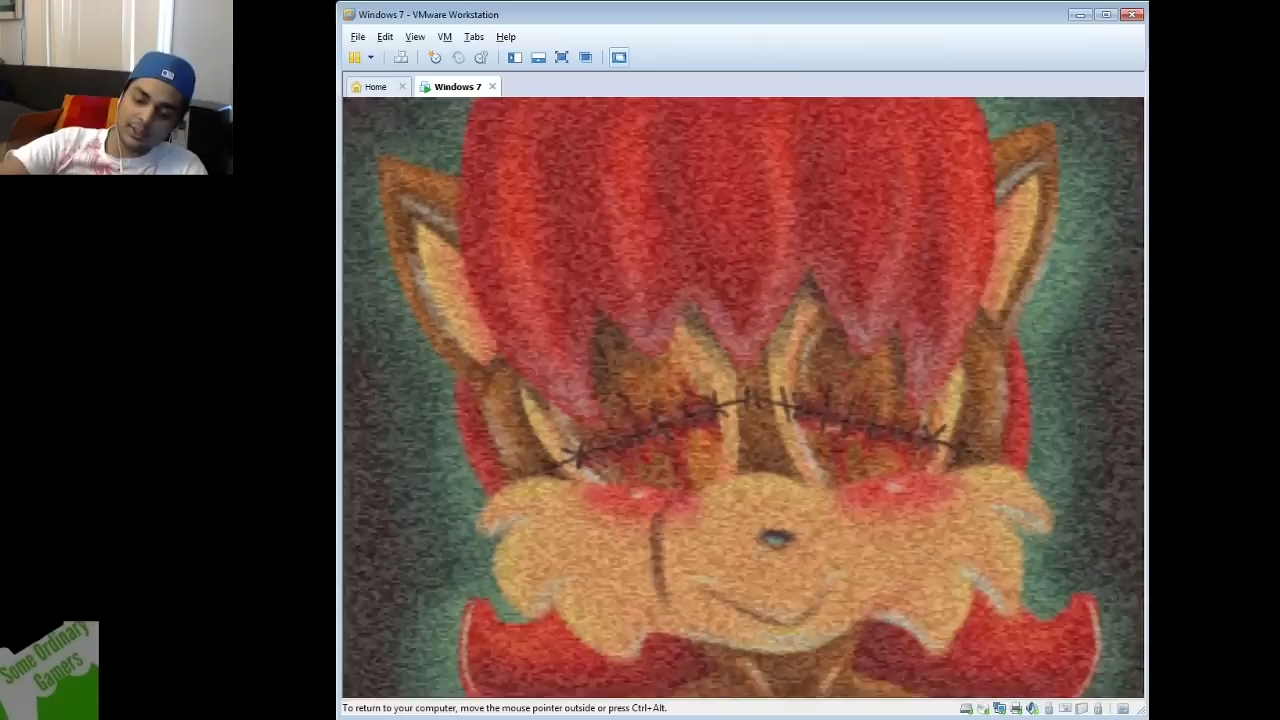 Windows 7 - VMware Workstation
File Edit View VM Tabs Help
Home Windows 7
Some Ordinary
Gamers
To return to your computer, move the mouse pointer outside or press Ctrl+Alt.